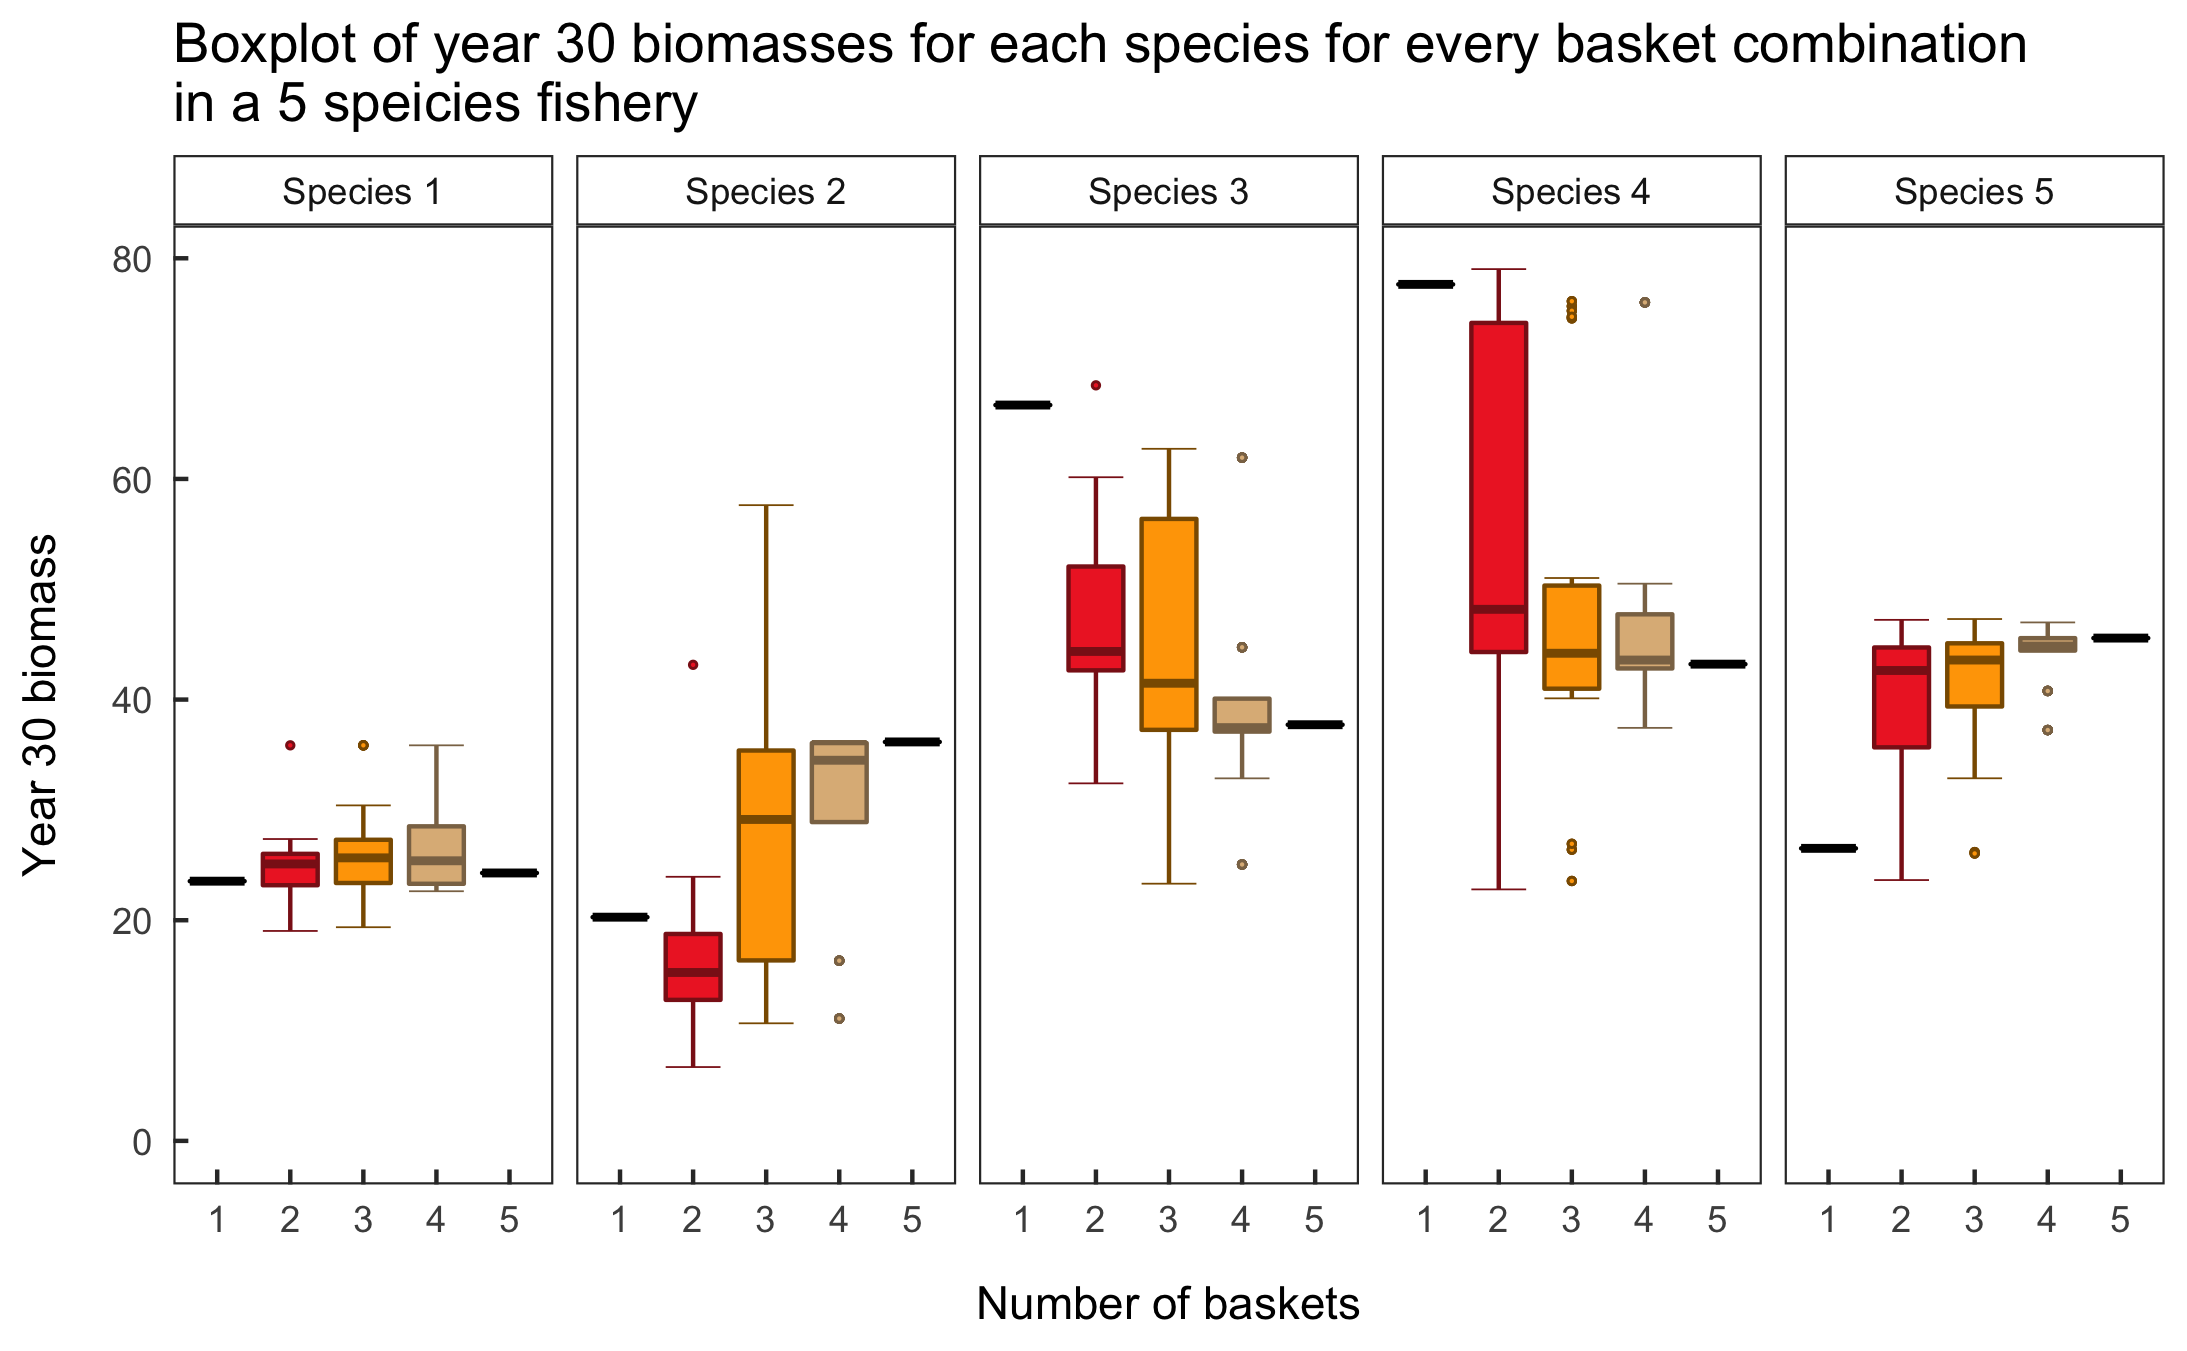 Boxplot of year 30 biomasses for each species for every basket combination
in a 5 speicies fishery
Species 1 Species 2 Species 3 Species 4 Species 5
80
60
40
20
0
Year 30 biomass
1 2 3 4 5 1 2 3 4 5 1 2 3 4 5 1 2 3 4 5 1 2 3 4 5
Number of baskets